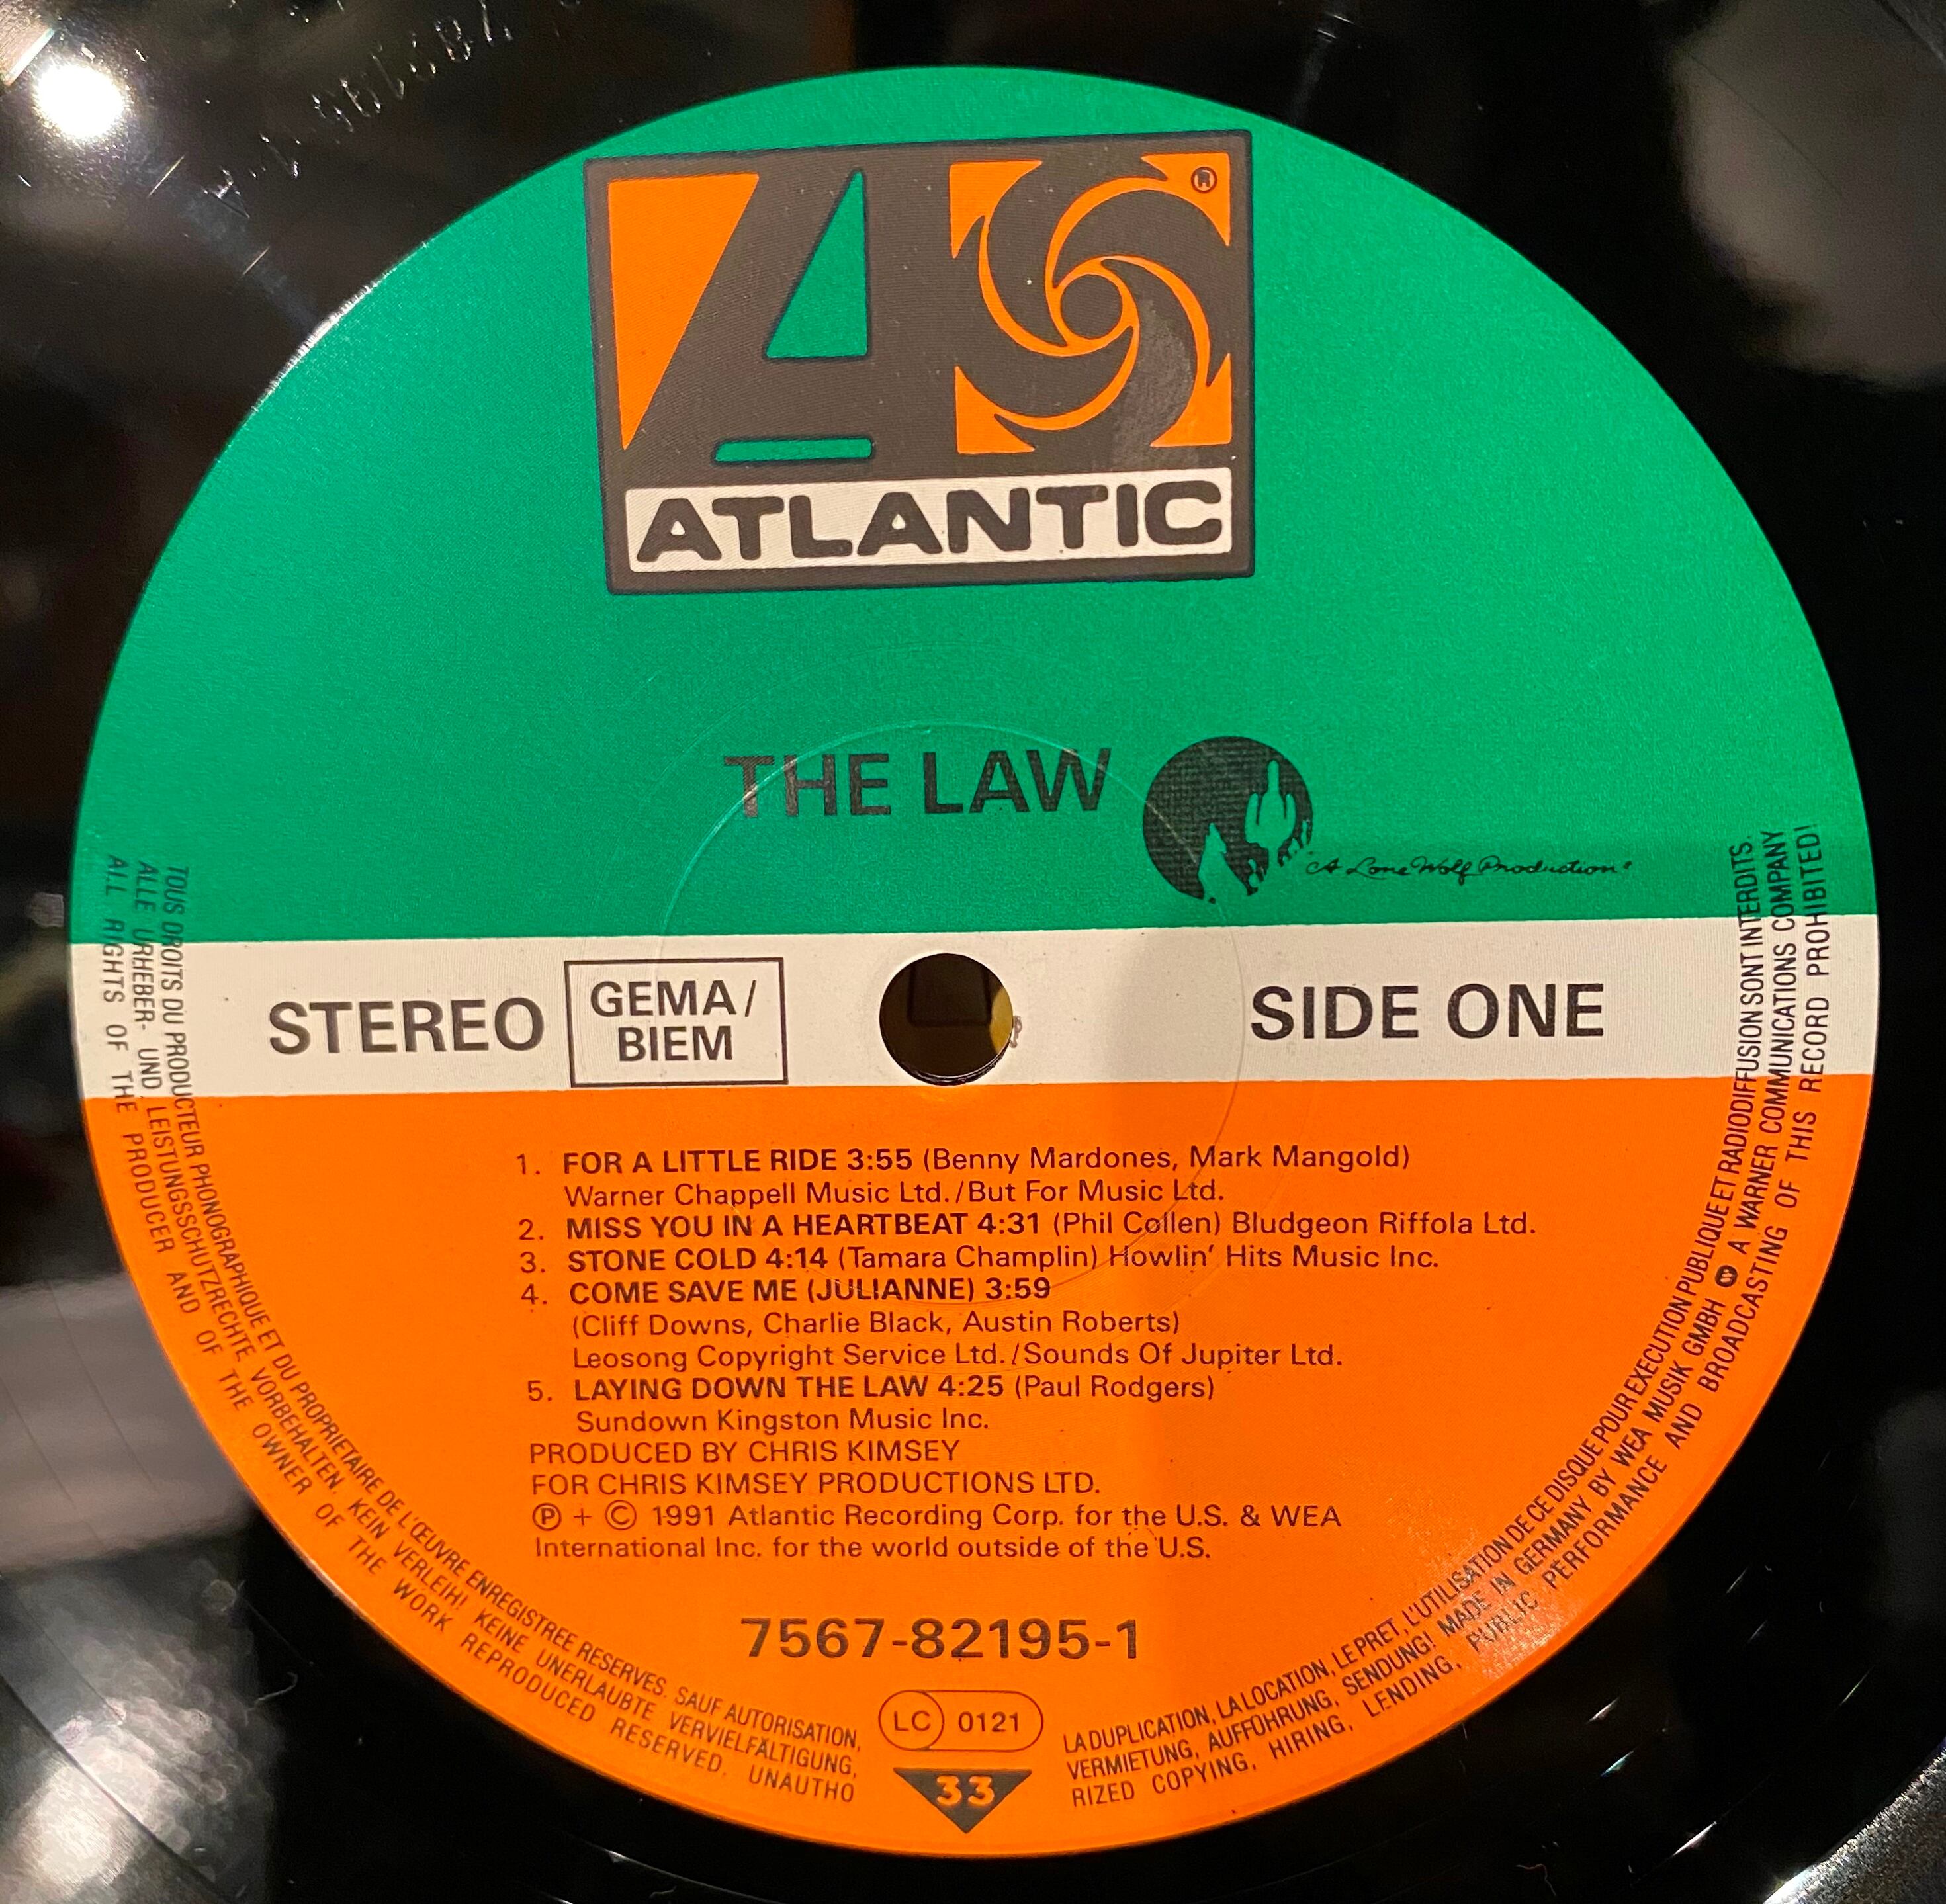 ®
ATLANTIC
THE LAW
"A Lone Wolf Production"
STEREO
GEMA/
BIEM
SIDE ONE
1. FOR A LITTLE RIDE 3:55 (Benny Mardones, Mark Mangold)
Warner Chappell Music Ltd./But For Music Ltd.
2. MISS YOU IN A HEARTBEAT 4:31 (Phil Collen) Bludgeon Riffola Ltd.
3. STONE COLD 4:14 (Tamara Champlin) Howlin' Hits Music Inc.
4. COME SAVE ME (JULIANNE) 3:59
(Cliff Downs, Charlie Black, Austin Roberts)
Leosong Copyright Service Ltd./Sounds Of Jupiter Ltd.
5. LAYING DOWN THE LAW 4:25 (Paul Rodgers)
Sundown Kingston Music Inc.
PRODUCED BY CHRIS KIMSEY
FOR CHRIS KIMSEY PRODUCTIONS LTD.
℗ + © 1991 Atlantic Recording Corp. for the U.S. & WEA
International Inc. for the world outside of the U.S.
7567-82195-1
LC 0121
33
TOUS DROITS DU PRODUCTEUR PHONOGRAPHIQUE ET DU PROPRIETAIRE DE L'ŒUVRE ENREGISTREE RESERVES. SAUF AUTORISATION, LA DUPLICATION, LA LOCATION, LE PRET, L'UTILISATION DE CE DISQUE POUR EXECUTION PUBLIQUE ET RADIODIFFUSION SONT INTERDITS.
ALLE URHEBER- UND LEISTUNGSSCHUTZRECHTE VORBEHALTEN. KEIN VERLEIH! KEINE UNERLAUBTE VERVIELFÄLTIGUNG, VERMIETUNG, AUFFÜHRUNG, SENDUNG! MADE IN GERMANY BY WEA MUSIK GMBH A WARNER COMMUNICATIONS COMPANY
ALL RIGHTS OF THE PRODUCER AND OF THE OWNER OF THE WORK REPRODUCED RESERVED. UNAUTHORIZED COPYING, HIRING, LENDING, PUBLIC PERFORMANCE AND BROADCASTING OF THIS RECORD PROHIBITED!